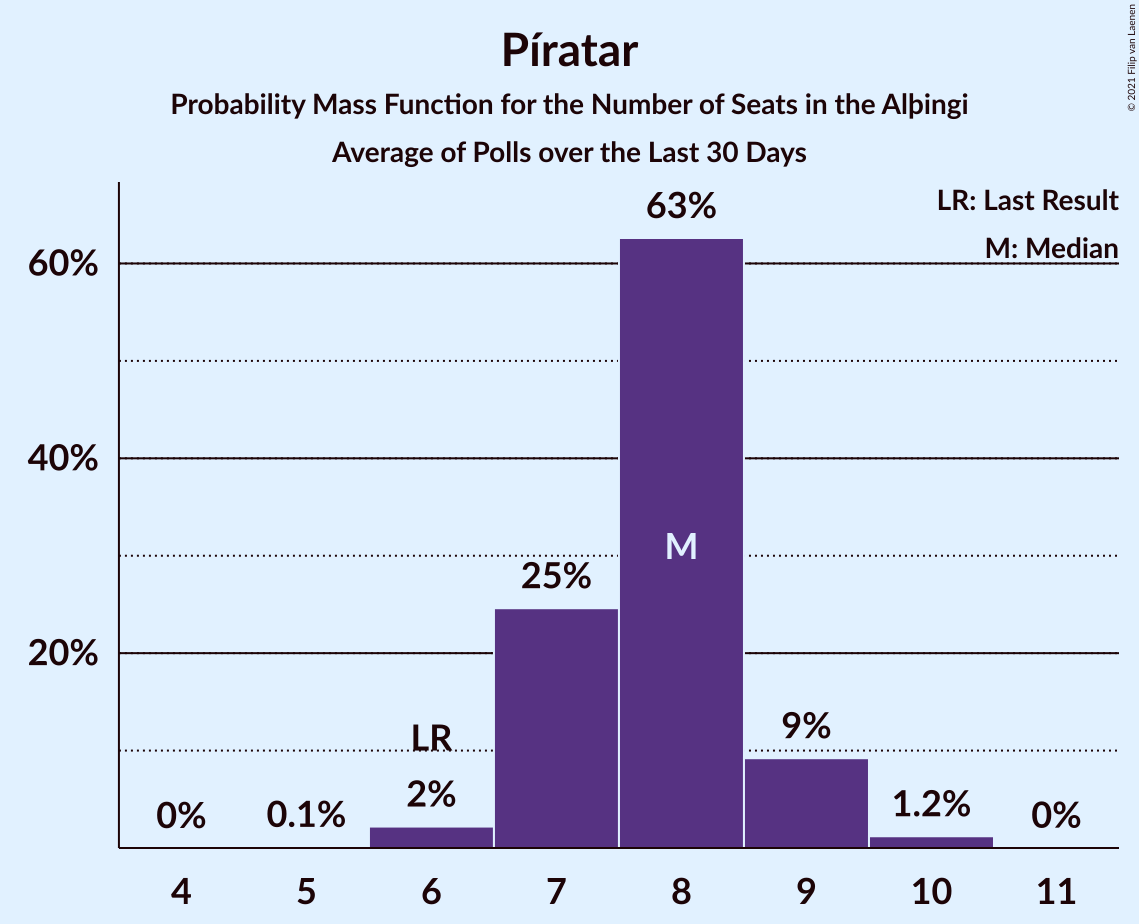 Píratar
Probability Mass Function for the Number of Seats in the Alþingi
Average of Polls over the Last 30 Days
© 2021 Filip van Laenen
LR: Last Result
M: Median
60%
40%
20%
0%
0.1%
LR
2%
25%
63%
M
9%
1.2%
0%
4 5 6 7 8 9 10 11